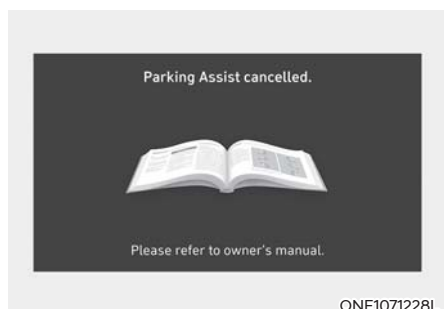 Parking Assist cancelled.
Please refer to owner's manual.
ONE1071228L